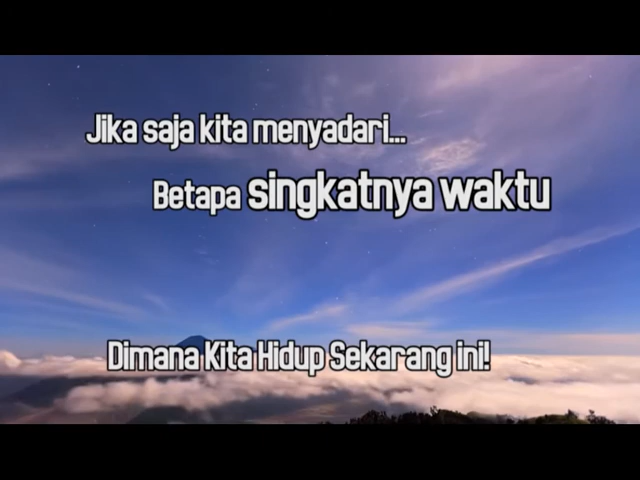 Jika saja kita menyadari...
Betapa singkatnya waktu
Dimana Kita Hidup Sekarang ini!